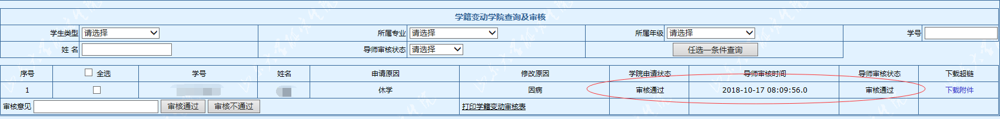 学籍变动学院查询及审核
学生类型 请选择 所属专业 请选择 所属年级 请选择 学号
姓 名 导师审核状态 请选择 任选一条件查询
序号 全选 学号 姓名 申请原因 修改原因 学院申请状态 导师审核时间 导师审核状态 下载超链
1 休学 因病 审核通过 2018-10-17 08:09:56.0 审核通过 下载附件
审核意见 审核通过 审核不通过 打印学籍变动审核表